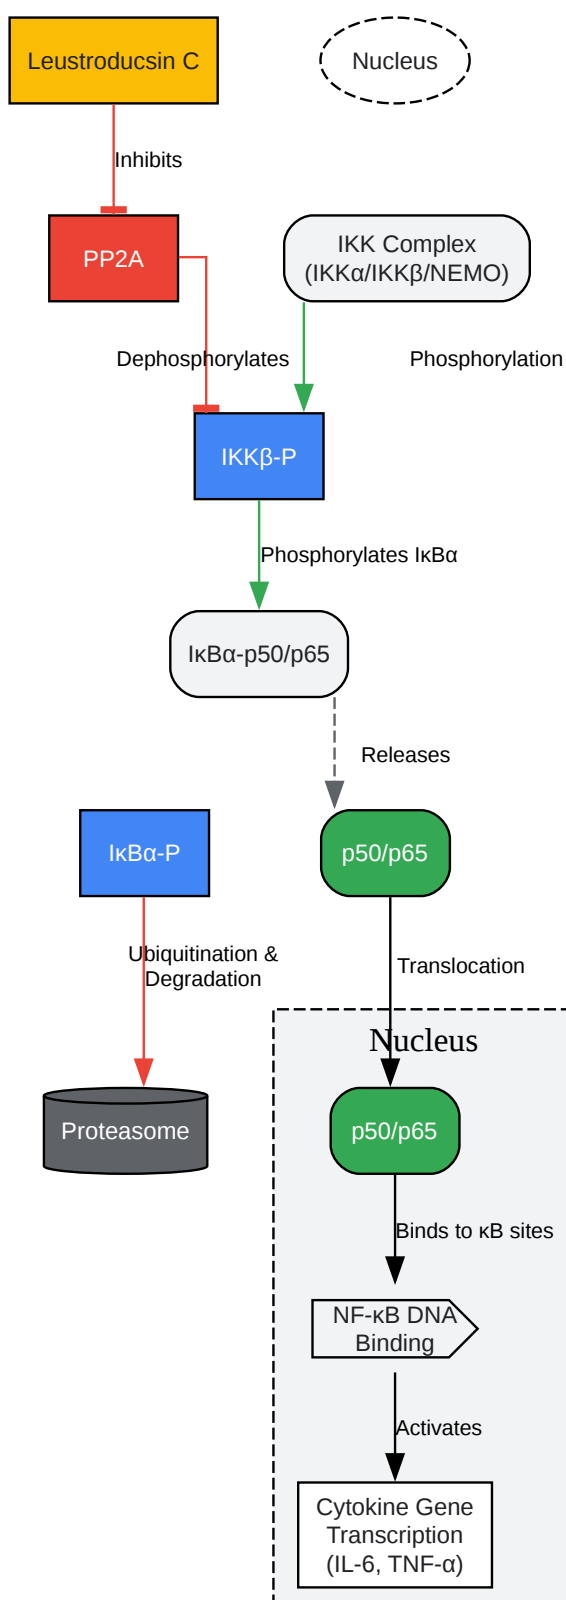 Leustroducsin C
Nucleus
Inhibits
PP2A
IKK Complex
(IKKα/IKKβ/NEMO)
Dephosphorylates
Phosphorylation
IKKβ-P
Phosphorylates IκBα
IκBα-p50/p65
Releases
IκBα-P
p50/p65
Ubiquitination &
Degradation
Translocation
Nucleus
Proteasome
p50/p65
Binds to κB sites
NF-κB DNA
Binding
Activates
Cytokine Gene
Transcription
(IL-6, TNF-α)